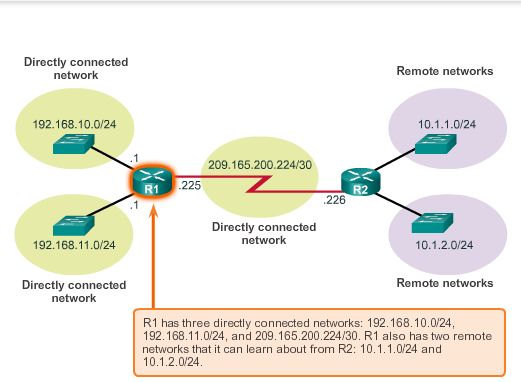 Directly connected
network
Remote networks
192.168.10.0/24
10.1.1.0/24
.1
209.165.200.224/30
R1
.225
R2
.226
.1
192.168.11.0/24
Directly connected
network
10.1.2.0/24
Directly connected
network
Remote networks
R1 has three directly connected networks: 192.168.10.0/24,
192.168.11.0/24, and 209.165.200.224/30. R1 also has two remote
networks that it can learn about from R2: 10.1.1.0/24 and
10.1.2.0/24.